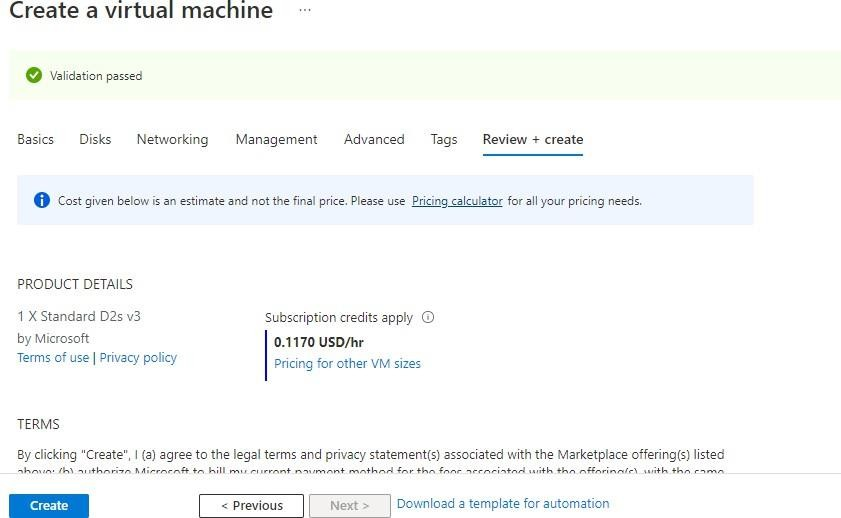 Create a virtual machine ...
Validation passed
Basics Disks Networking Management Advanced Tags Review + create
Cost given below is an estimate and not the final price. Please use Pricing calculator for all your pricing needs.
PRODUCT DETAILS
1 X Standard D2s v3
by Microsoft
Terms of use | Privacy policy
Subscription credits apply
0.1170 USD/hr
Pricing for other VM sizes
TERMS
By clicking "Create", I (a) agree to the legal terms and privacy statement(s) associated with the Marketplace offering(s) listed
above; (b) authorize Microsoft to bill my current payment method for the fees associated with the offering(s), with the same
Create < Previous Next > Download a template for automation